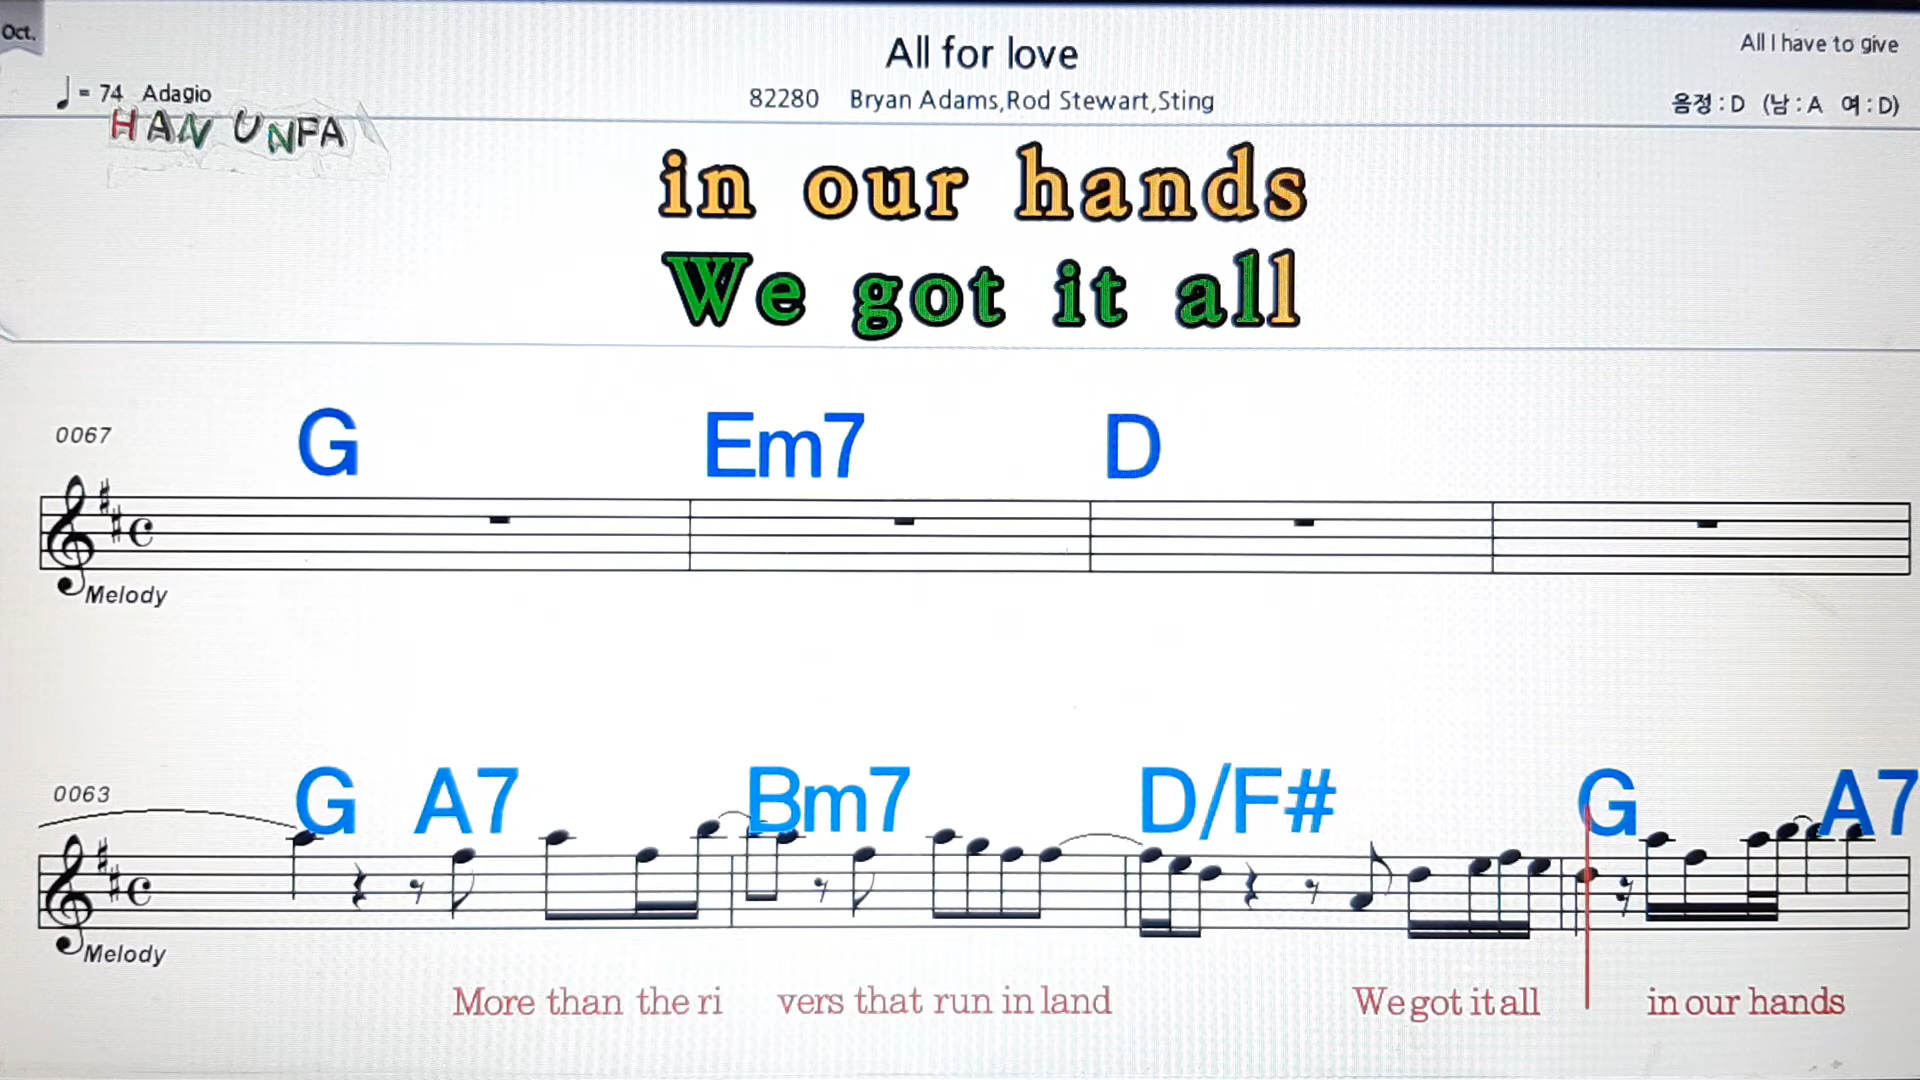 Oct.
All for love
All I have to give
= 74 Adagio
82280 Bryan Adams,Rod Stewart,Sting
음정 : D (남 : A 여 : D)
HAN UNFA
in our hands
We got it all
0067
G Em7 D
Melody
0063
G A7 Bm7 D/F# G A7
Melody
More than the ri vers that run in land We got it all in our hands